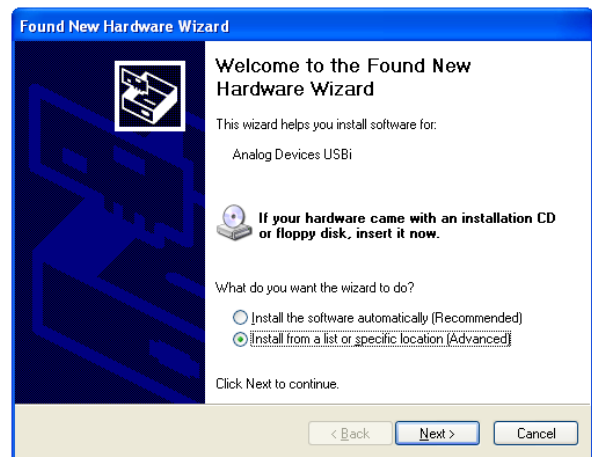 Found New Hardware Wizard
Welcome to the Found New
Hardware Wizard
This wizard helps you install software for:
Analog Devices USBi
If your hardware came with an installation CD
or floppy disk, insert it now.
What do you want the wizard to do?
Install the software automatically (Recommended)
Install from a list or specific location (Advanced)
Click Next to continue.
< Back Next > Cancel